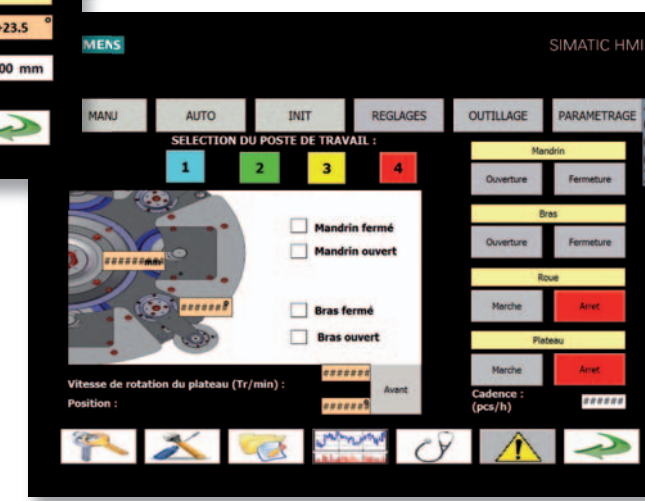 +23.5 °
00 mm
MENS
SIMATIC HMI
MANU AUTO INIT REGLAGES OUTILLAGE PARAMETRAGE
SELECTION DU POSTE DE TRAVAIL :
1 2 3 4
Mandrin
Ouverture Fermeture
Bras
Ouverture Fermeture
Roue
Marche Arret
Plateau
Marche Arret
Mandrin fermé
Mandrin ouvert
########mm
#######°
Bras fermé
Bras ouvert
Vitesse de rotation du plateau (Tr/min) : #######
Position : ######°
Avant
Cadence :
(pcs/h) ######